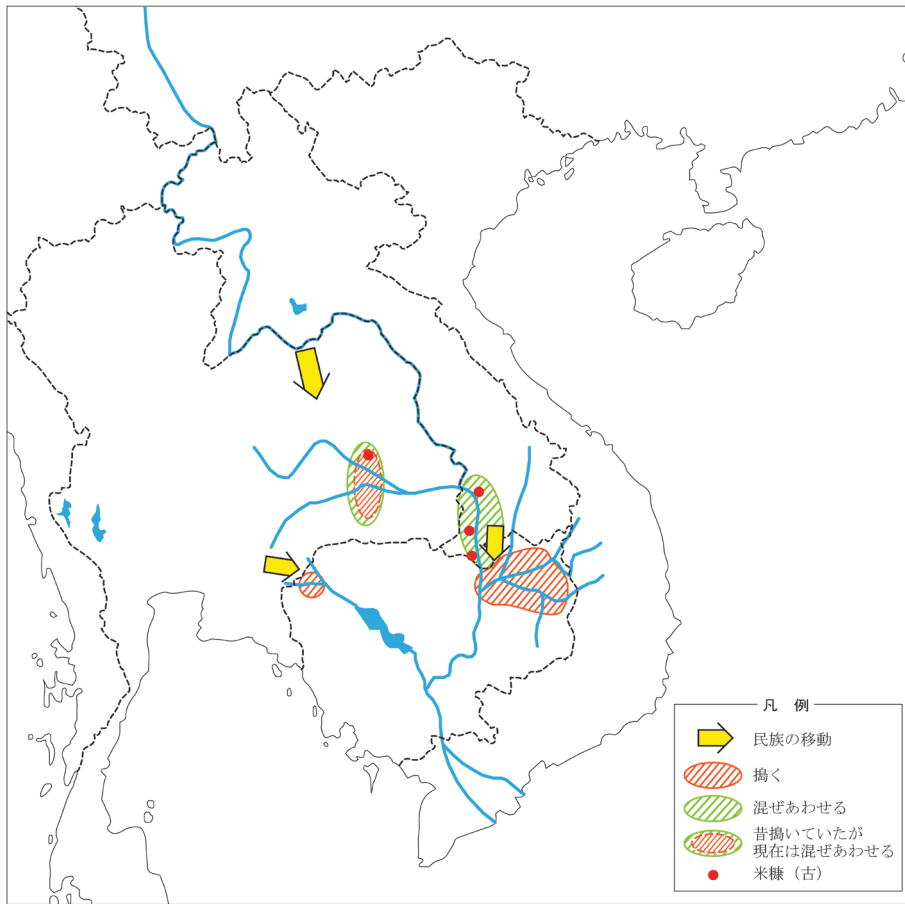 凡 例
民族の移動
搗く
混ぜあわせる
昔搗いていたが
現在は混ぜあわせる
米糠（古）